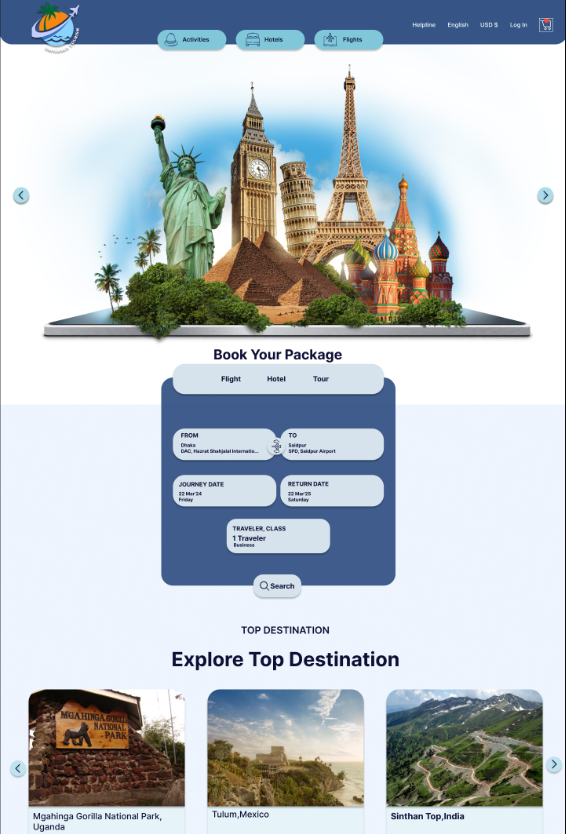 Helpline English USD $ Log In
Activities Hotels Flights
Book Your Package
Flight Hotel Tour
FROM
Dhaka
DAC, Hazrat Shahjalal Internatio...
TO
Saidpur
SPD, Saidpur Airport
JOURNEY DATE
22 Mar'24
Friday
RETURN DATE
22 Mar'25
Saturday
TRAVELER, CLASS
1 Traveler
Business
Search
TOP DESTINATION
Explore Top Destination
MGAHINGA GORILLA
NATIONAL
PARK
Mgahinga Gorilla National Park,
Uganda
Tulum,Mexico
Sinthan Top,India